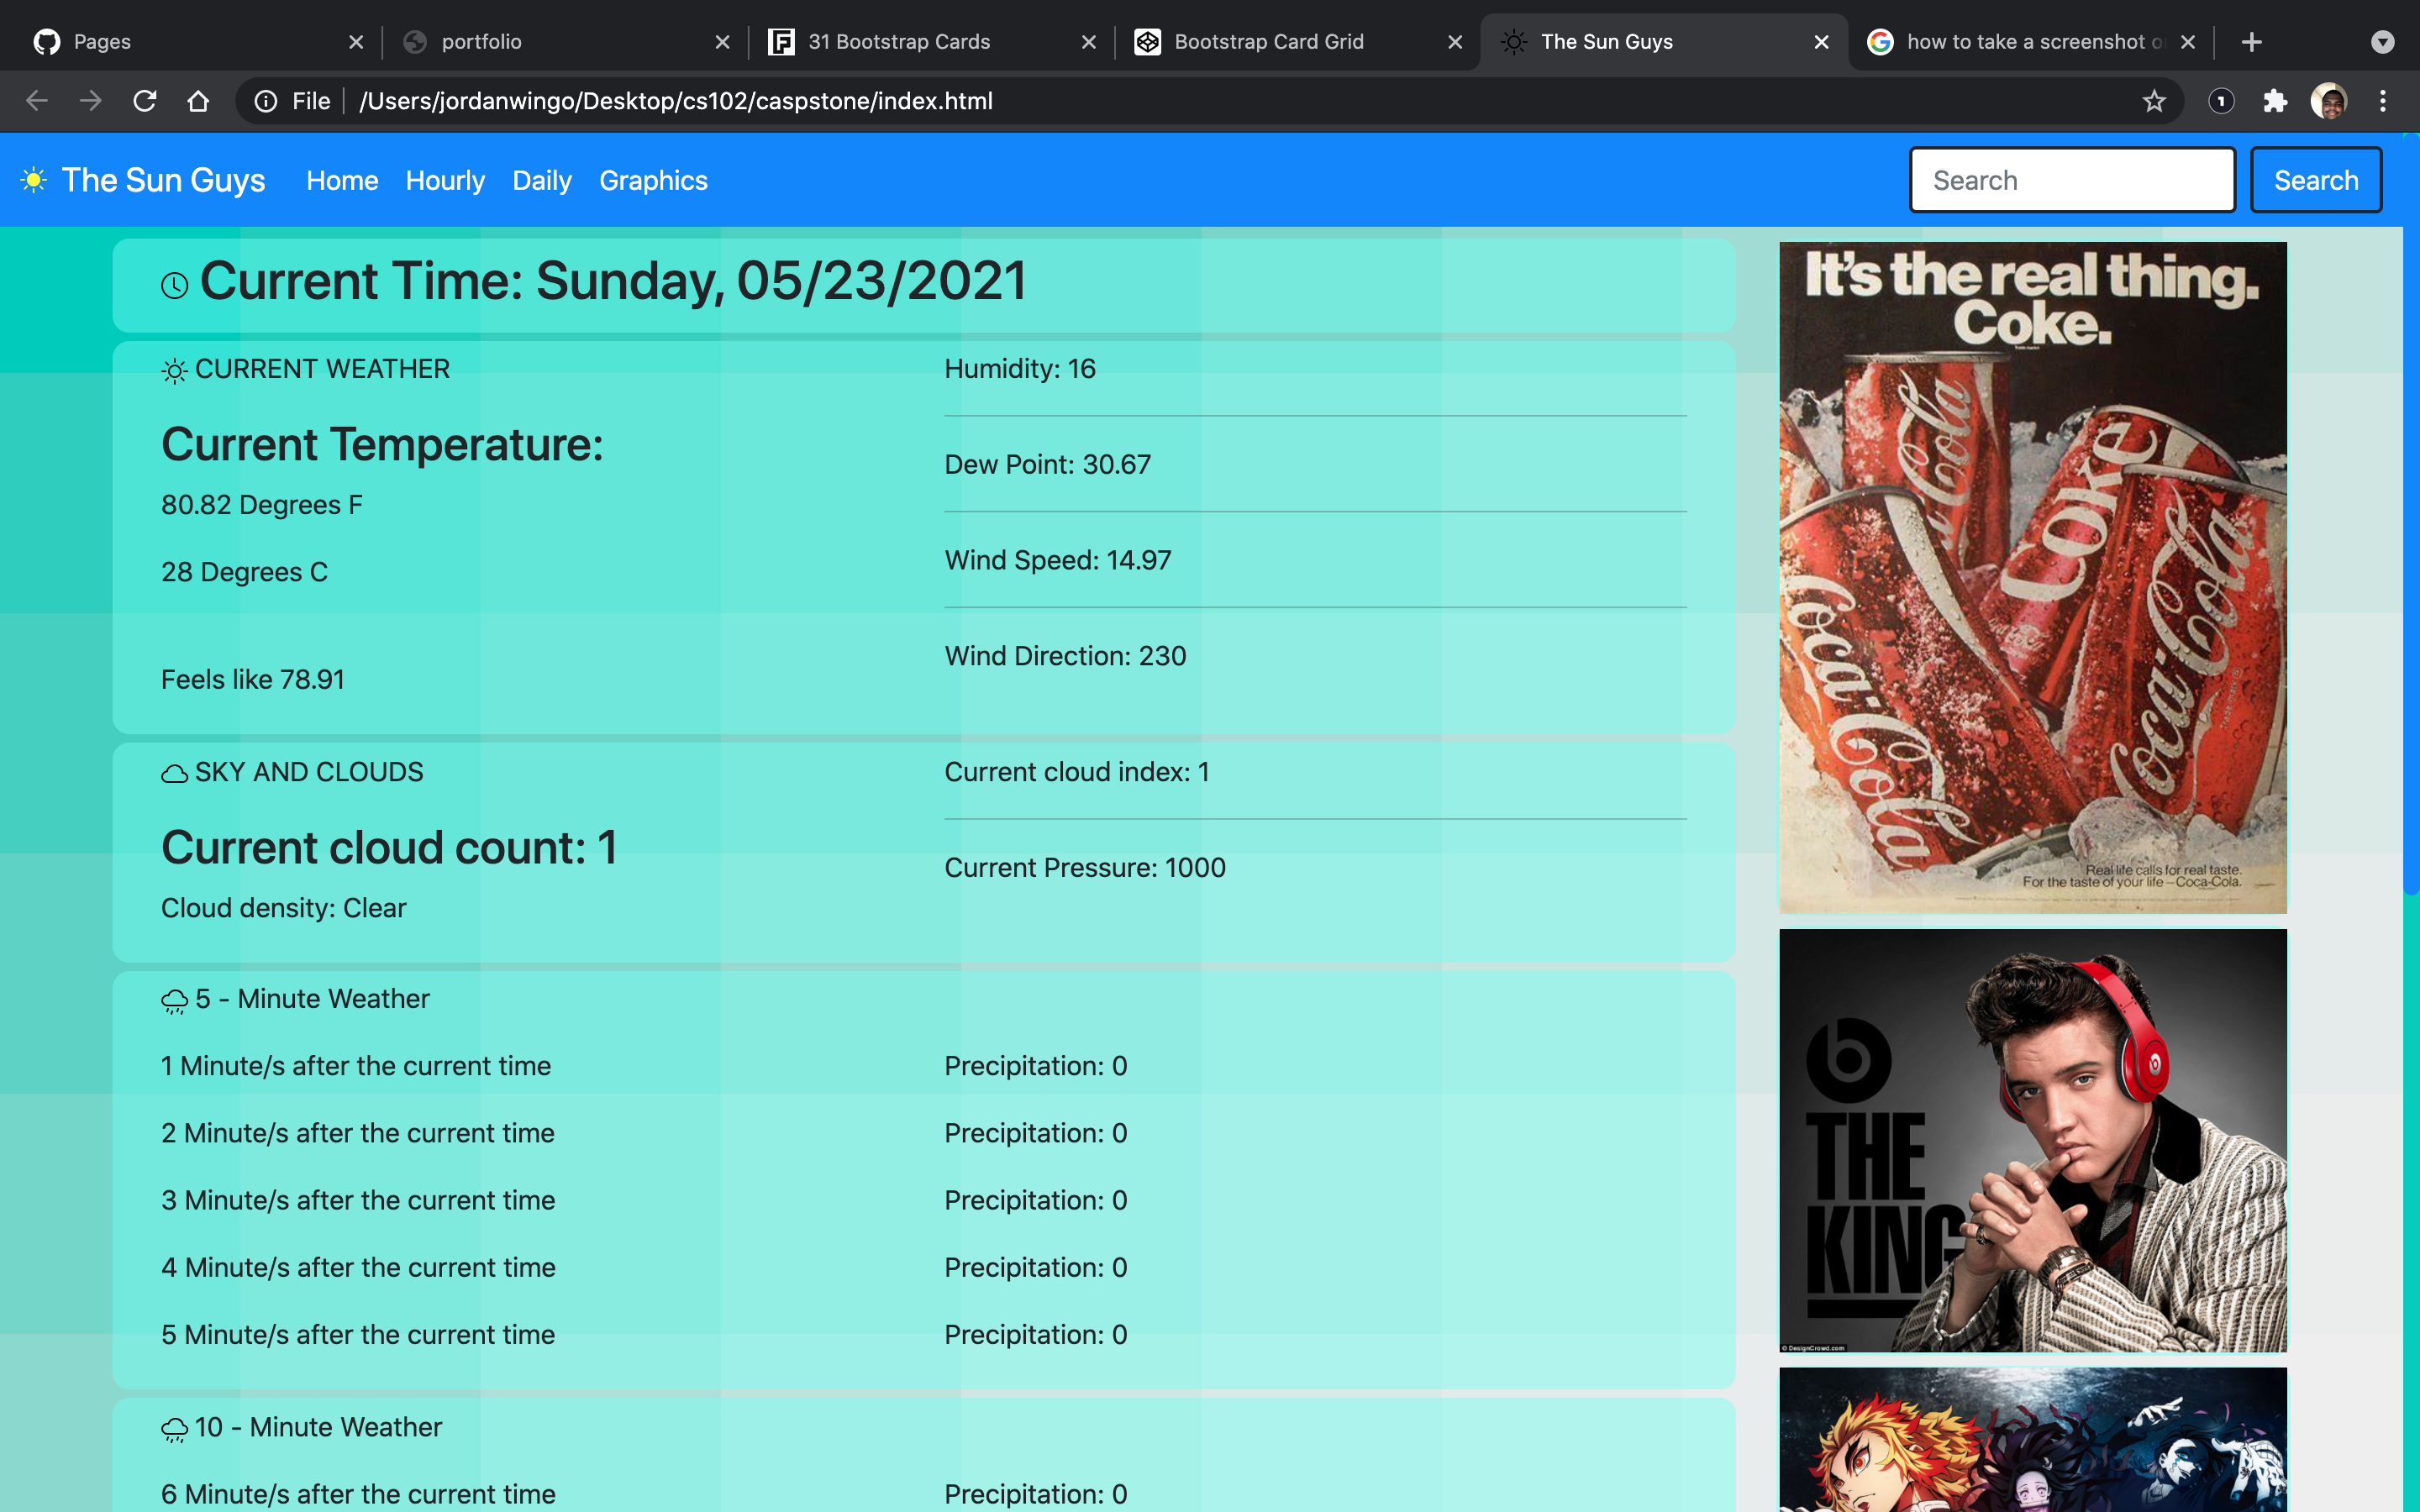 Pages
portfolio
31 Bootstrap Cards
Bootstrap Card Grid
The Sun Guys
how to take a screenshot o
File
/Users/jordanwingo/Desktop/cs102/caspstone/index.html
1
The Sun Guys
Home
Hourly
Daily
Graphics
Search
Search
Current Time: Sunday, 05/23/2021
CURRENT WEATHER
Current Temperature:
80.82 Degrees F
28 Degrees C
Feels like 78.91
Humidity: 16
Dew Point: 30.67
Wind Speed: 14.97
Wind Direction: 230
SKY AND CLOUDS
Current cloud count: 1
Cloud density: Clear
Current cloud index: 1
Current Pressure: 1000
5 - Minute Weather
1 Minute/s after the current time
Precipitation: 0
2 Minute/s after the current time
Precipitation: 0
3 Minute/s after the current time
Precipitation: 0
4 Minute/s after the current time
Precipitation: 0
5 Minute/s after the current time
Precipitation: 0
10 - Minute Weather
6 Minute/s after the current time
Precipitation: 0
It's the real thing.
Coke.
Coca-Cola
Coke
Coca-Cola
Coca-Cola
Real life calls for real taste.
For the taste of your life—Coca-Cola.
b
THE
KING
© DesignCrowd.com